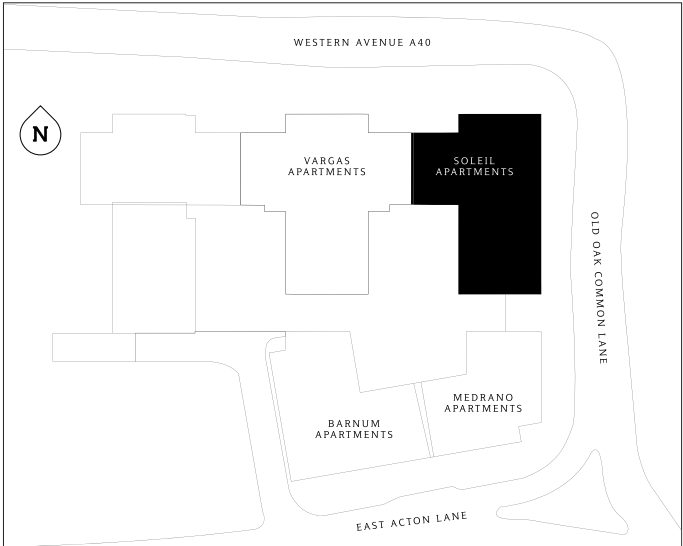 WESTERN AVENUE A40
N
VARGAS
APARTMENTS
SOLEIL
APARTMENTS
OLD OAK COMMON LANE
MEDRANO
APARTMENTS
BARNUM
APARTMENTS
EAST ACTON LANE